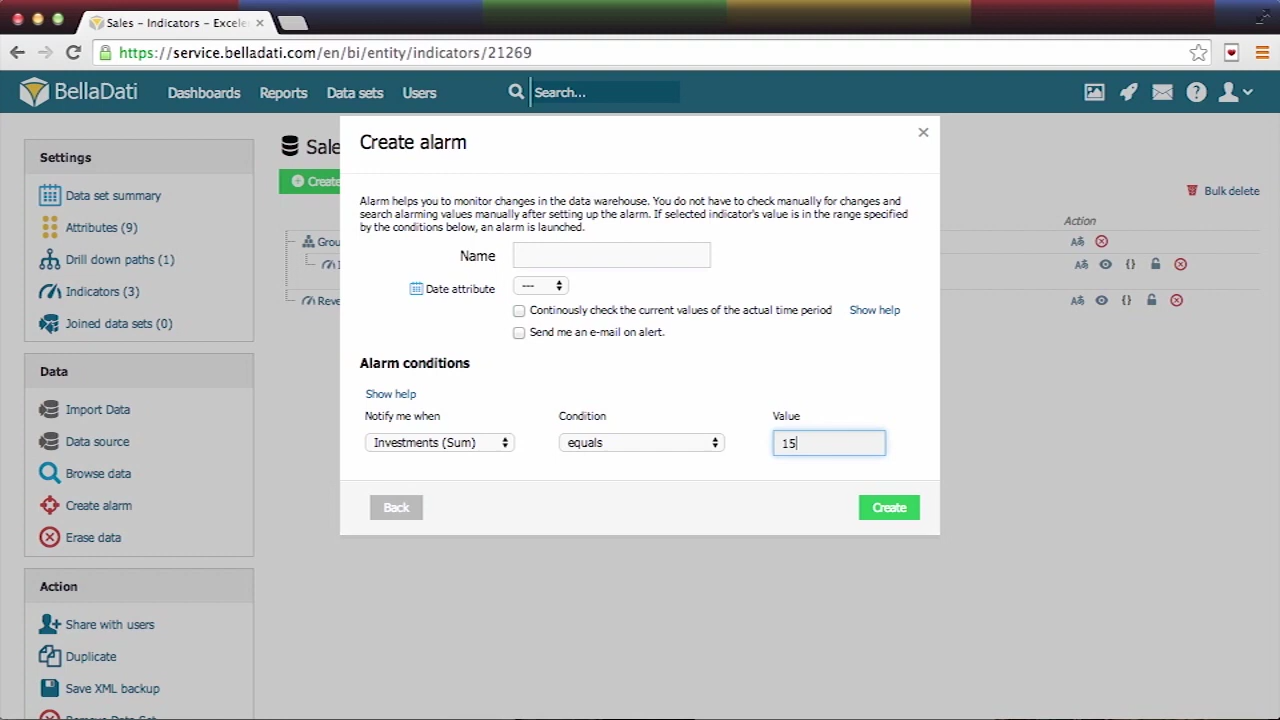 Sales – Indicators – Excele
https://service.belladati.com/en/bi/entity/indicators/21269
BellaDati
Dashboards
Reports
Data sets
Users
Search...
Settings
Data set summary
Attributes (9)
Drill down paths (1)
Indicators (3)
Joined data sets (0)
Data
Import Data
Data source
Browse data
Create alarm
Erase data
Action
Share with users
Duplicate
Save XML backup
Remove Data Set
Sale
Create
Bulk delete
Action
Grou
Reve
Create alarm
Alarm helps you to monitor changes in the data warehouse. You do not have to check manually for changes and
search alarming values manually after setting up the alarm. If selected indicator's value is in the range specified
by the conditions below, an alarm is launched.
Name
Date attribute
---
Continously check the current values of the actual time period
Show help
Send me an e-mail on alert.
Alarm conditions
Show help
Notify me when
Condition
Value
Investments (Sum)
equals
15
Back
Create